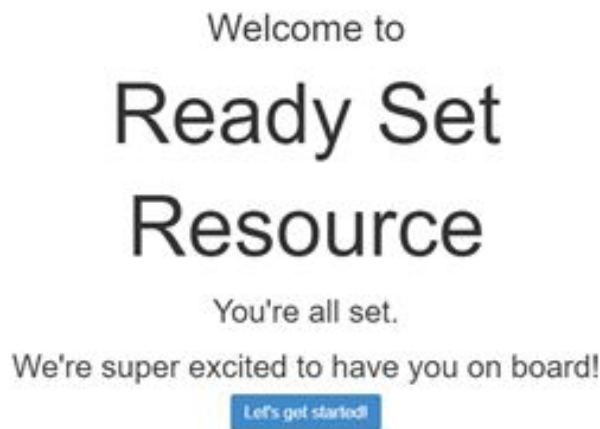 Welcome to
Ready Set
Resource
You're all set.
We're super excited to have you on board!
Let's get started!